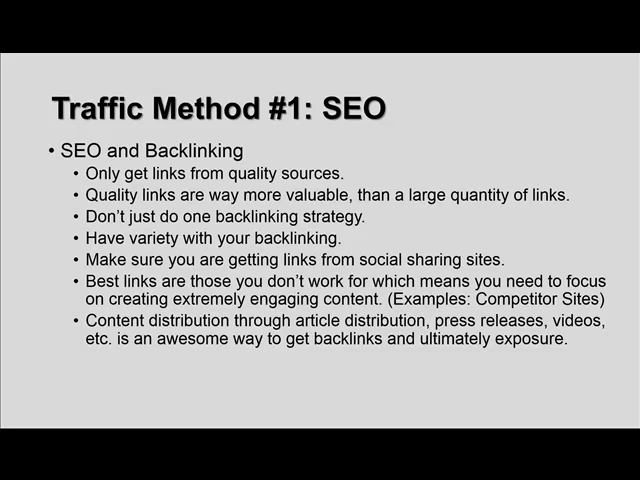 Traffic Method #1: SEO
• SEO and Backlinking
• Only get links from quality sources.
• Quality links are way more valuable, than a large quantity of links.
• Don't just do one backlinking strategy.
• Have variety with your backlinking.
• Make sure you are getting links from social sharing sites.
• Best links are those you don't work for which means you need to focus
on creating extremely engaging content. (Examples: Competitor Sites)
• Content distribution through article distribution, press releases, videos,
etc. is an awesome way to get backlinks and ultimately exposure.